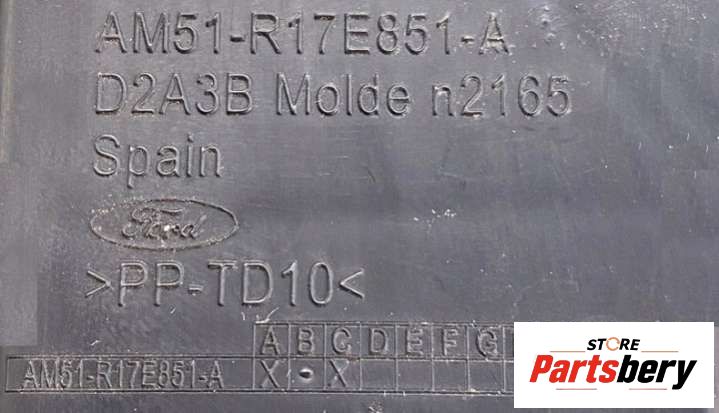 AM51-R17E851-A
D2A3B Molde n2165
Spain
Ford
>PP-TD10<
A B C D E F G
AM51-R17E851-A X - X
STORE
Partsbery